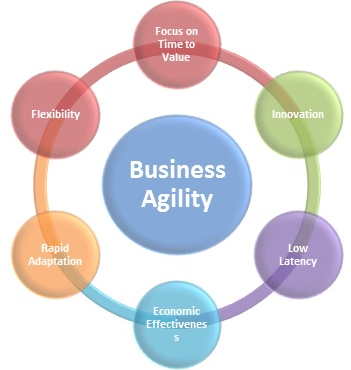 Focus on
Time to
Value
Flexibility
Innovation
Business
Agility
Rapid
Adaptation
Low
Latency
Economic
Effectivenes
s